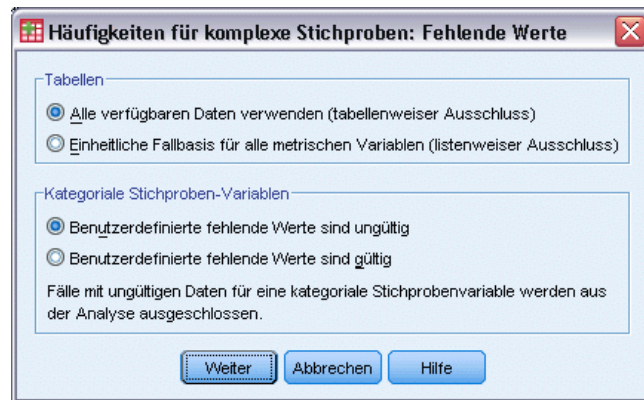 Häufigkeiten für komplexe Stichproben: Fehlende Werte
Tabellen
Alle verfügbaren Daten verwenden (tabellenweiser Ausschluss)
Einheitliche Fallbasis für alle metrischen Variablen (listenweiser Ausschluss)
Kategoriale Stichproben-Variablen
Benutzerdefinierte fehlende Werte sind ungültig
Benutzerdefinierte fehlende Werte sind gültig
Fälle mit ungültigen Daten für eine kategoriale Stichprobenvariable werden aus
der Analyse ausgeschlossen.
Weiter Abbrechen Hilfe